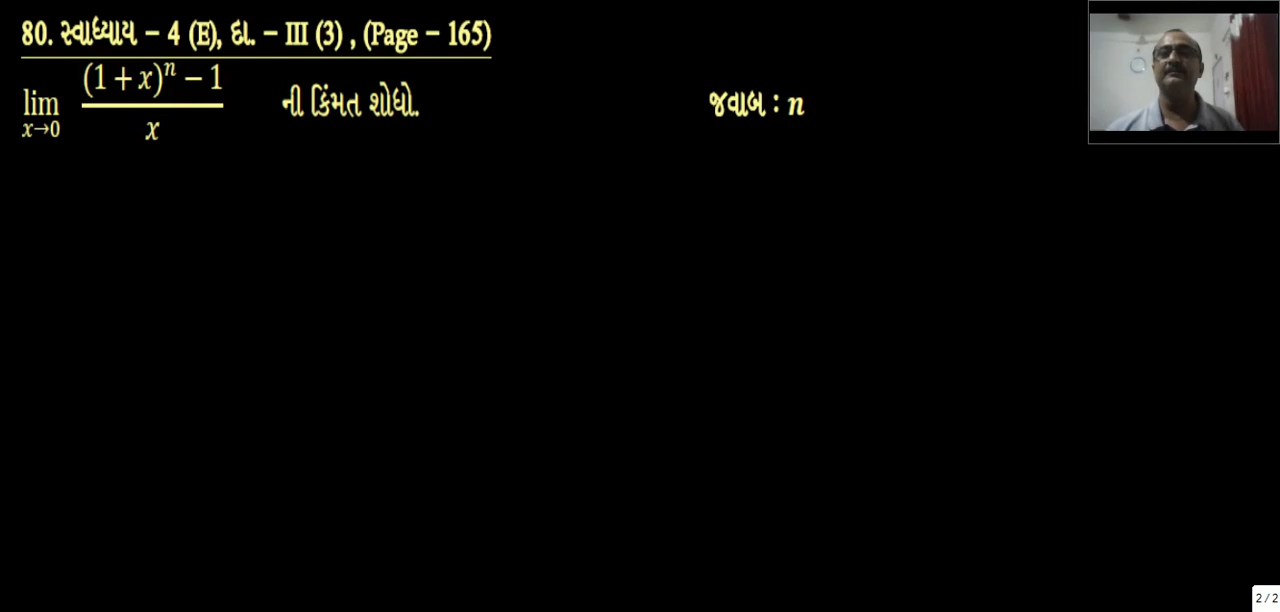 80. સ્વાધ્યાય – 4 (E), દા. – III (3) , (Page – 165)
lim x→0 ((1 + x)ⁿ – 1) / x ની કિંમત શોધો. જવાબ : n
2 / 2